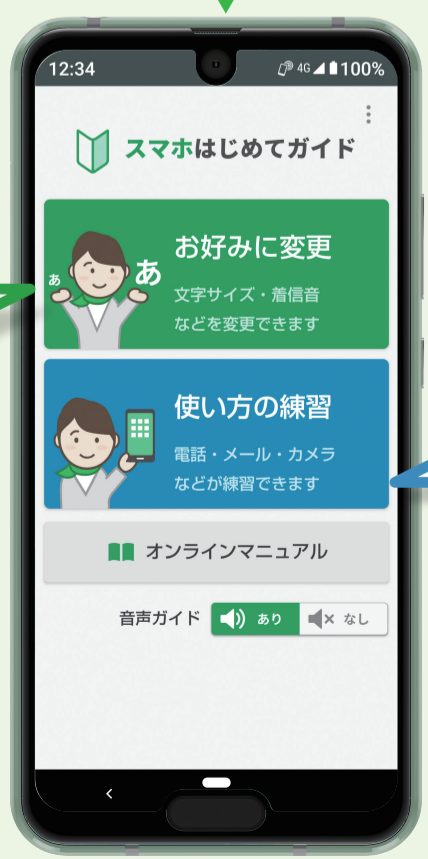 12:34
4G 100%
スマホはじめてガイド
お好みに変更
あ あ
文字サイズ・着信音
などを変更できます
使い方の練習
電話・メール・カメラ
などが練習できます
オンラインマニュアル
音声ガイド あり なし